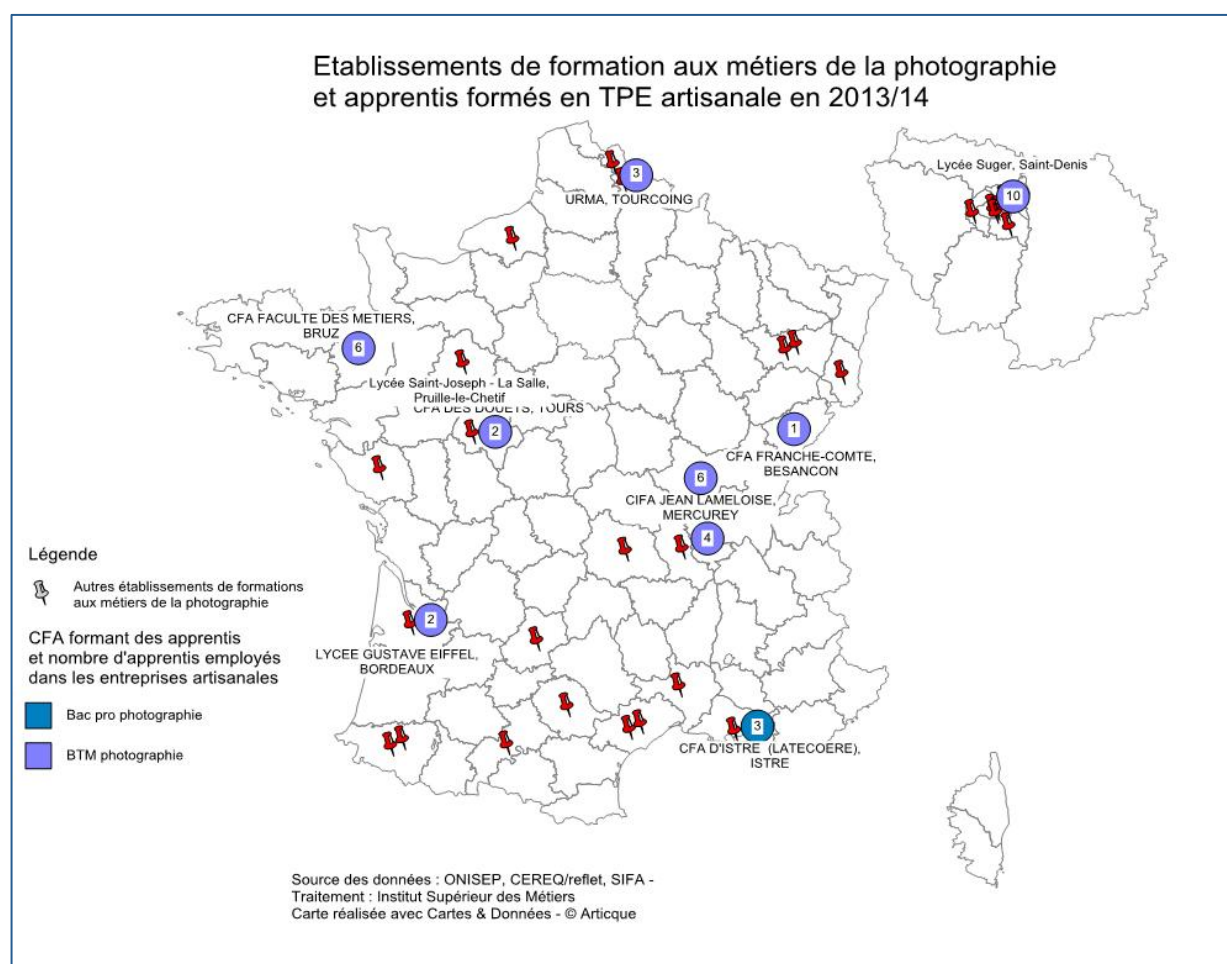 Etablissements de formation aux métiers de la photographie
et apprentis formés en TPE artisanale en 2013/14
Lycée Suger, Saint-Denis
10
3
URMA, TOURCOING
CFA FACULTE DES METIERS,
BRUZ
6
Lycée Saint-Joseph - La Salle,
Pruille-le-Chetif
CFA DES DOUETS, TOURS
2
1
CFA FRANCHE-COMTE,
BESANCON
6
CIFA JEAN LAMELOISE,
MERCUREY
4
2
LYCEE GUSTAVE EIFFEL,
BORDEAUX
3
CFA D'ISTRE (LATECOERE),
ISTRE
Légende
Autres établissements de formations
aux métiers de la photographie
CFA formant des apprentis
et nombre d'apprentis employés
dans les entreprises artisanales
Bac pro photographie
BTM photographie
Source des données : ONISEP, CEREQ/reflet, SIFA -
Traitement : Institut Supérieur des Métiers
Carte réalisée avec Cartes & Données - © Articque